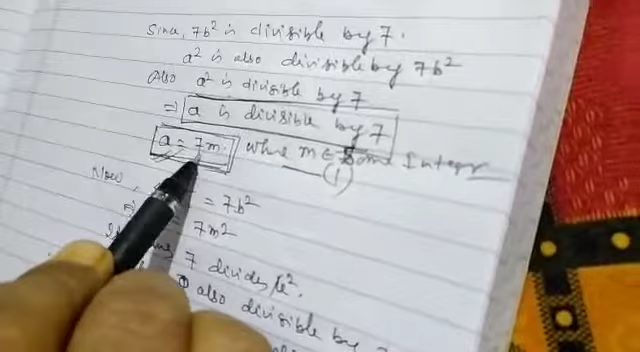 Since, 7b² is divisible by 7.
a² is also divisible by 7b²
Also a² is divisible by 7
⇒ a is divisible by 7
a = 7m. where m ∈ Some Integer
(1)
Now, = 7b²
7m2
7 divides b².
also divisible by 7